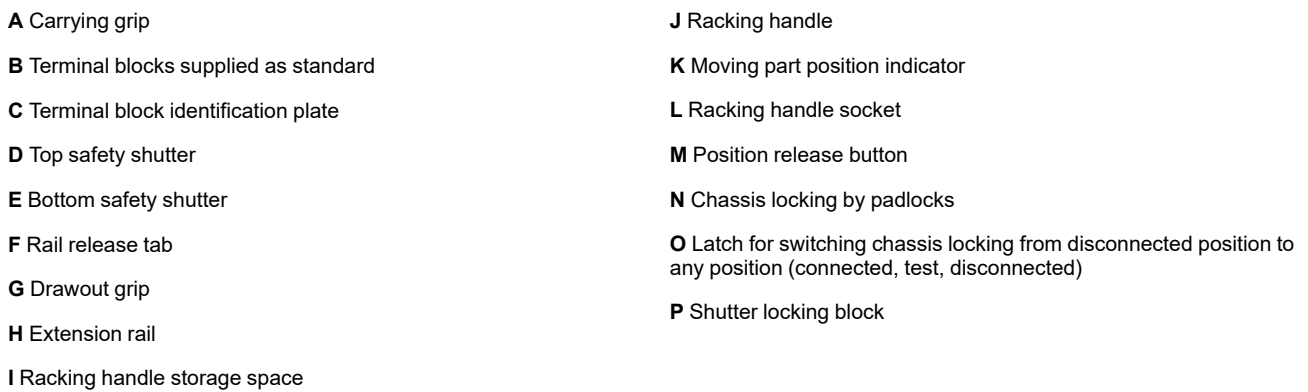 A Carrying grip
B Terminal blocks supplied as standard
C Terminal block identification plate
D Top safety shutter
E Bottom safety shutter
F Rail release tab
G Drawout grip
H Extension rail
I Racking handle storage space
J Racking handle
K Moving part position indicator
L Racking handle socket
M Position release button
N Chassis locking by padlocks
O Latch for switching chassis locking from disconnected position to
any position (connected, test, disconnected)
P Shutter locking block